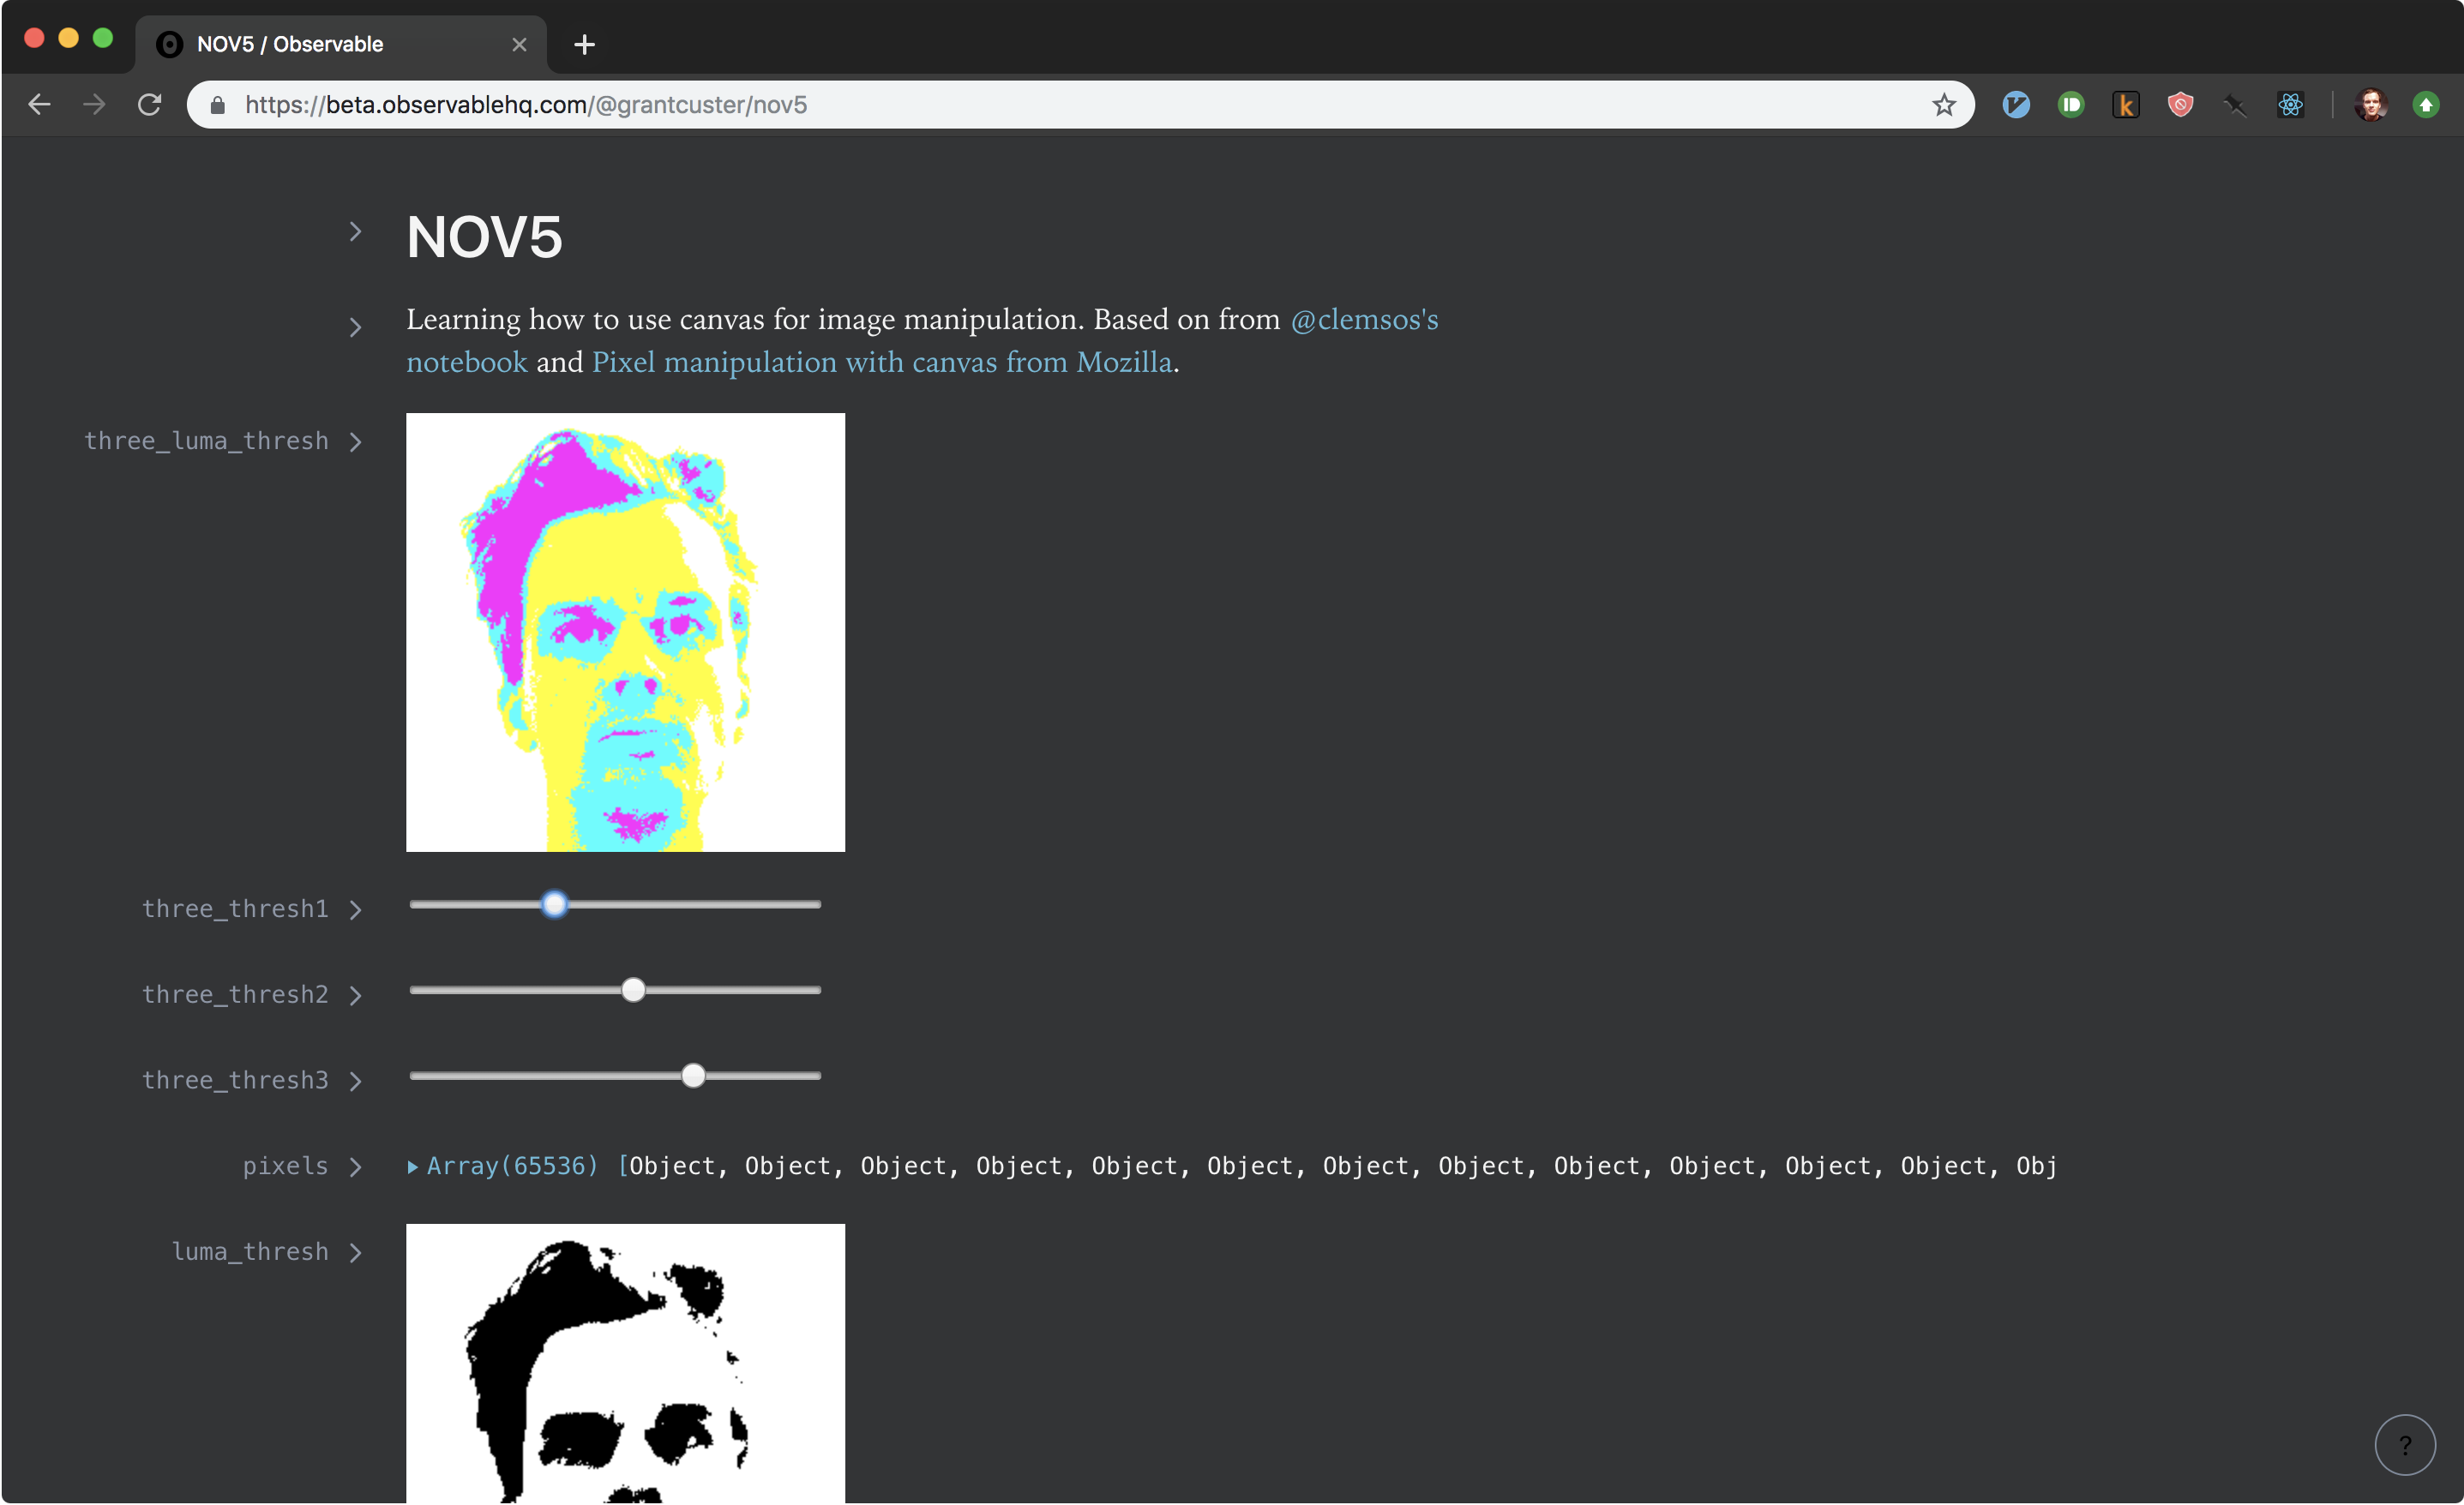 NOV5 / Observable
https://beta.observablehq.com/@grantcuster/nov5
NOV5
Learning how to use canvas for image manipulation. Based on from @clemsos's
notebook and Pixel manipulation with canvas from Mozilla.
three_luma_thresh
three_thresh1
three_thresh2
three_thresh3
pixels
Array(65536) [Object, Object, Object, Object, Object, Object, Object, Object, Object, Object, Object, Object, Obj
luma_thresh
?